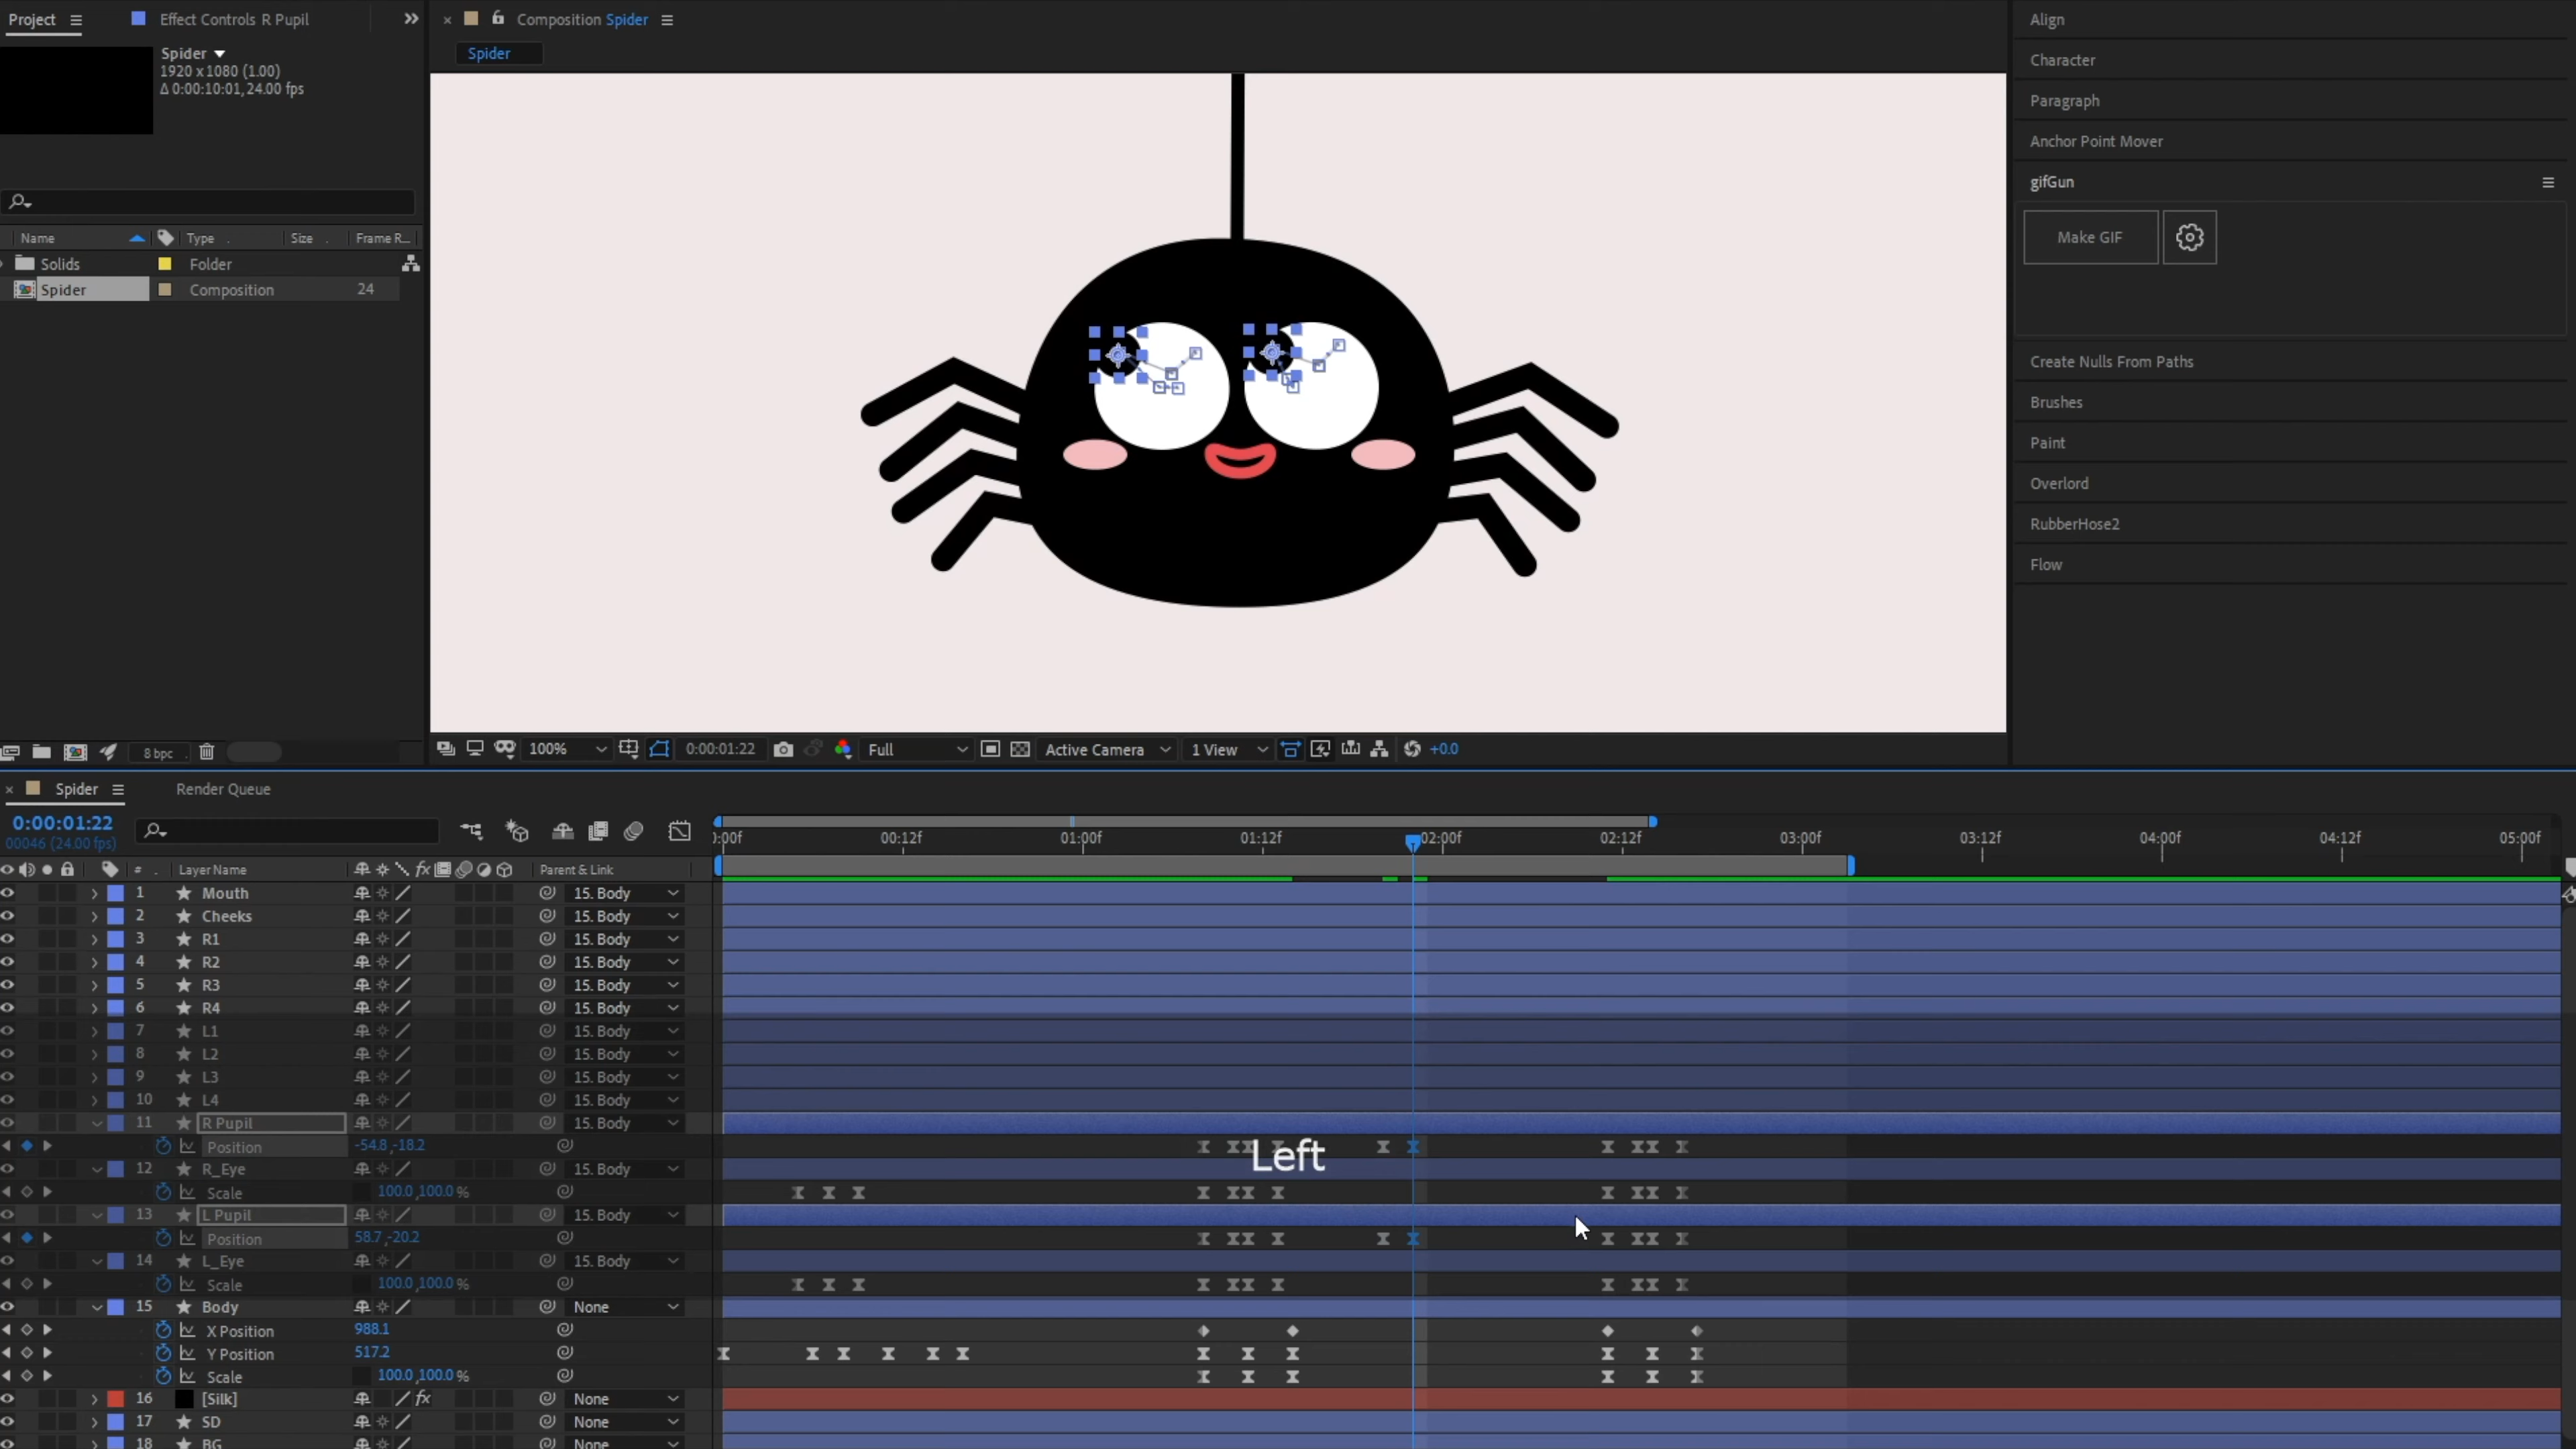 Project
Effect Controls R Pupil
Composition Spider
Spider
1920 x 1080 (1.00)
Δ 0:00:10:01, 24.00 fps
Spider
Name Type Size Frame R...
Solids Folder
Spider Composition 24
Align
Character
Paragraph
Anchor Point Mover
gifGun
Make GIF
Create Nulls From Paths
Brushes
Paint
Overlord
RubberHose2
Flow
8 bpc
100%
0:00:01:22
Full
Active Camera
1 View
+0.0
Spider
Render Queue
0:00:01:22
00046 (24.00 fps)
:00f 00:12f 01:00f 01:12f 02:00f 02:12f 03:00f 03:12f 04:00f 04:12f 05:00f
# Layer Name fx Parent & Link
1 Mouth 15. Body
2 Cheeks 15. Body
3 R1 15. Body
4 R2 15. Body
5 R3 15. Body
6 R4 15. Body
7 L1 15. Body
8 L2 15. Body
9 L3 15. Body
10 L4 15. Body
11 R Pupil 15. Body
Position -54.8, -18.2
Left
12 R_Eye 15. Body
Scale 100.0, 100.0 %
13 L Pupil 15. Body
Position 58.7, -20.2
14 L_Eye 15. Body
Scale 100.0, 100.0 %
15 Body None
X Position 988.1
Y Position 517.2
Scale 100.0, 100.0 %
16 [Silk] fx None
17 SD None
18 BG None